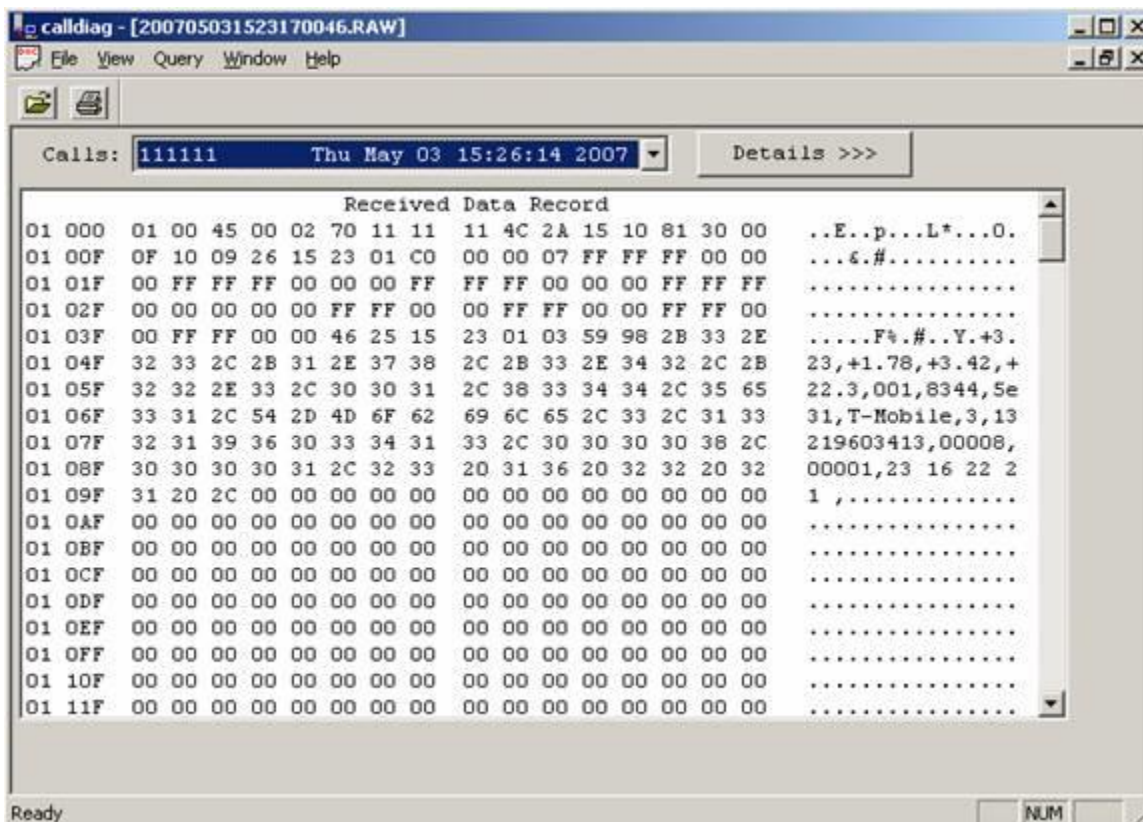 calldiag - [200705031523170046.RAW]
File View Query Window Help
Calls: 111111 Thu May 03 15:26:14 2007 Details >>>
Received Data Record
01 000 01 00 45 00 02 70 11 11 11 4C 2A 15 10 81 30 00 ..E..p...L*...0.
01 00F 0F 10 09 26 15 23 01 C0 00 00 07 FF FF FF 00 00 ...&.#..........
01 01F 00 FF FF FF 00 00 00 FF FF FF 00 00 00 FF FF FF ................
01 02F 00 00 00 00 00 FF FF 00 00 FF FF 00 00 FF FF 00 ................
01 03F 00 FF FF 00 00 46 25 15 23 01 03 59 98 2B 33 2E .....F%.#..Y.+3.
01 04F 32 33 2C 2B 31 2E 37 38 2C 2B 33 2E 34 32 2C 2B 23,+1.78,+3.42,+
01 05F 32 32 2E 33 2C 30 30 31 2C 38 33 34 34 2C 35 65 22.3,001,8344,5e
01 06F 33 31 2C 54 2D 4D 6F 62 69 6C 65 2C 33 2C 31 33 31,T-Mobile,3,13
01 07F 32 31 39 36 30 33 34 31 33 2C 30 30 30 30 38 2C 219603413,00008,
01 08F 30 30 30 30 31 2C 32 33 20 31 36 20 32 32 20 32 00001,23 16 22 2
01 09F 31 20 2C 00 00 00 00 00 00 00 00 00 00 00 00 00 1 ,.............
01 0AF 00 00 00 00 00 00 00 00 00 00 00 00 00 00 00 00 ................
01 0BF 00 00 00 00 00 00 00 00 00 00 00 00 00 00 00 00 ................
01 0CF 00 00 00 00 00 00 00 00 00 00 00 00 00 00 00 00 ................
01 0DF 00 00 00 00 00 00 00 00 00 00 00 00 00 00 00 00 ................
01 0EF 00 00 00 00 00 00 00 00 00 00 00 00 00 00 00 00 ................
01 0FF 00 00 00 00 00 00 00 00 00 00 00 00 00 00 00 00 ................
01 10F 00 00 00 00 00 00 00 00 00 00 00 00 00 00 00 00 ................
01 11F 00 00 00 00 00 00 00 00 00 00 00 00 00 00 00 00 ................
Ready NUM